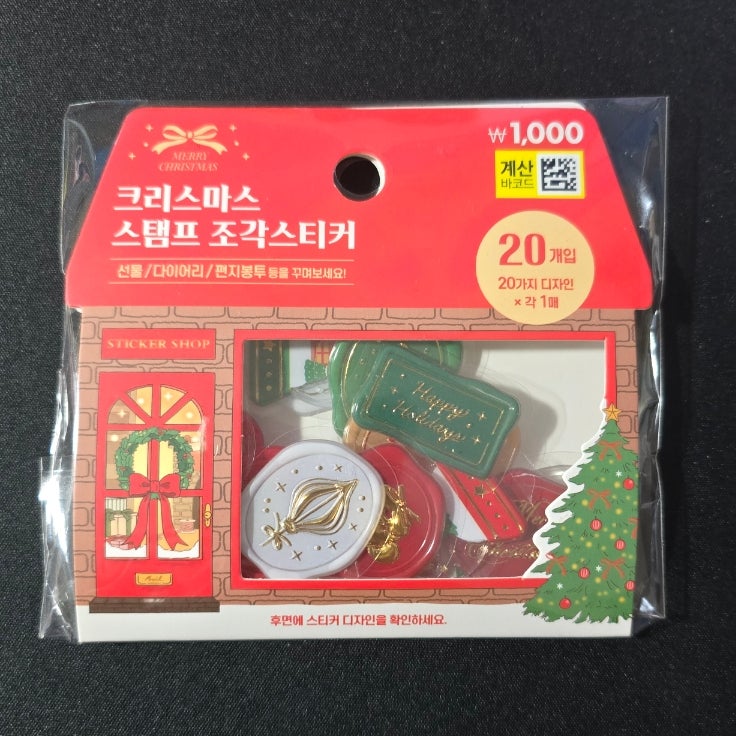 MERRY
CHRISTMAS
₩1,000
계산
바코드
크리스마스
스탬프 조각스티커
선물/다이어리/편지봉투 등을 꾸며보세요!
20개입
20가지 디자인
× 각 1매
STICKER SHOP
Happy
Holidays
후면에 스티커 디자인을 확인하세요.